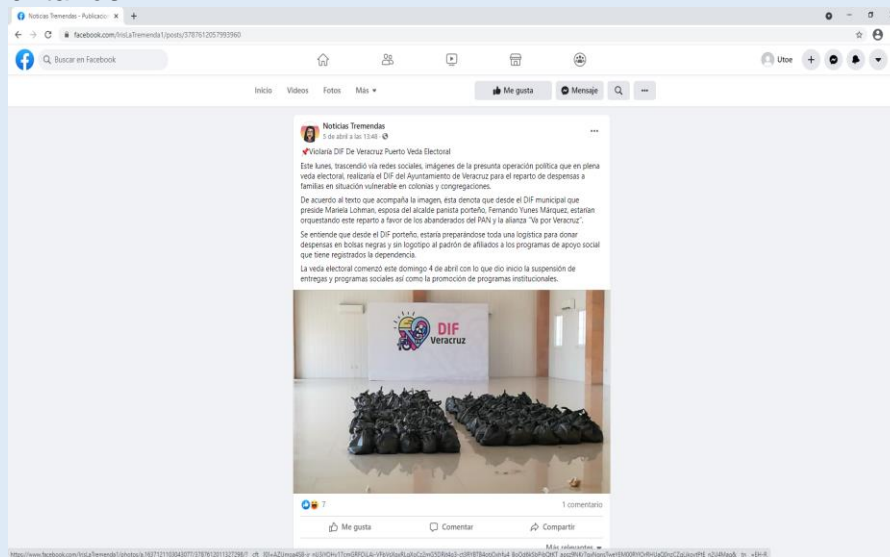 Noticias Tremendas - Publicacion
facebook.com/IrisLaTremenda1/posts/3787612057993960
Buscar en Facebook
Utoe
Inicio Videos Fotos Más
Me gusta Mensaje
Noticias Tremendas
5 de abril a las 13:48
Violaría DIF De Veracruz Puerto Veda Electoral
Este lunes, trascendió vía redes sociales, imágenes de la presunta operación política que en plena
veda electoral, realizaría el DIF del Ayuntamiento de Veracruz para el reparto de despensas a
familias en situación vulnerable en colonias y congregaciones.
De acuerdo al texto que acompaña la imagen, ésta denota que desde el DIF municipal que
preside Mariela Lohman, esposa del alcalde panista porteño, Fernando Yunes Márquez, estarían
orquestando este reparto a favor de los abanderados del PAN y la alianza "Va por Veracruz".
Se entiende que desde el DIF porteño, estaría preparándose toda una logística para donar
despensas en bolsas negras y sin logotipo al padrón de afiliados a los programas de apoyo social
que tiene registrados la dependencia.
La veda electoral comenzó este domingo 4 de abril con lo que dio inicio la suspensión de
entregas y programas sociales así como la promoción de programas institucionales.
DIF
Veracruz
7
1 comentario
Me gusta Comentar Compartir
Más relevantes